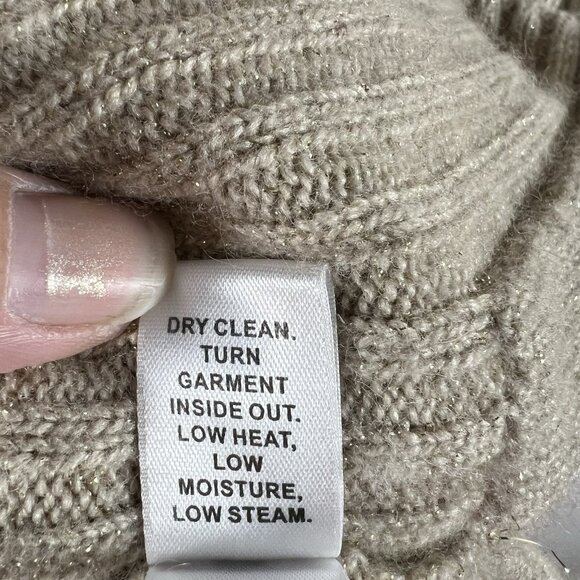 DRY CLEAN.
TURN
GARMENT
INSIDE OUT.
LOW HEAT,
LOW
MOISTURE,
LOW STEAM.